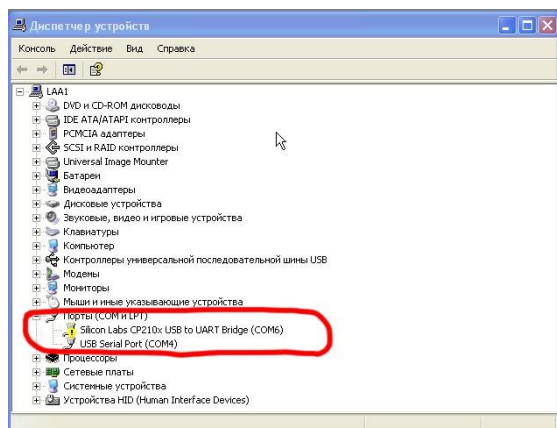 Диспетчер устройств
Консоль Действие Вид Справка
LAA1
DVD и CD-ROM дисководы
IDE ATA/ATAPI контроллеры
PCMCIA адаптеры
SCSI и RAID контроллеры
Universal Image Mounter
Батареи
Видеоадаптеры
Дисковые устройства
Звуковые, видео и игровые устройства
Клавиатуры
Компьютер
Контроллеры универсальной последовательной шины USB
Модемы
Мониторы
Мыши и иные указывающие устройства
Порты (COM и LPT)
Silicon Labs CP210x USB to UART Bridge (COM6)
USB Serial Port (COM4)
Процессоры
Сетевые платы
Системные устройства
Устройства HID (Human Interface Devices)